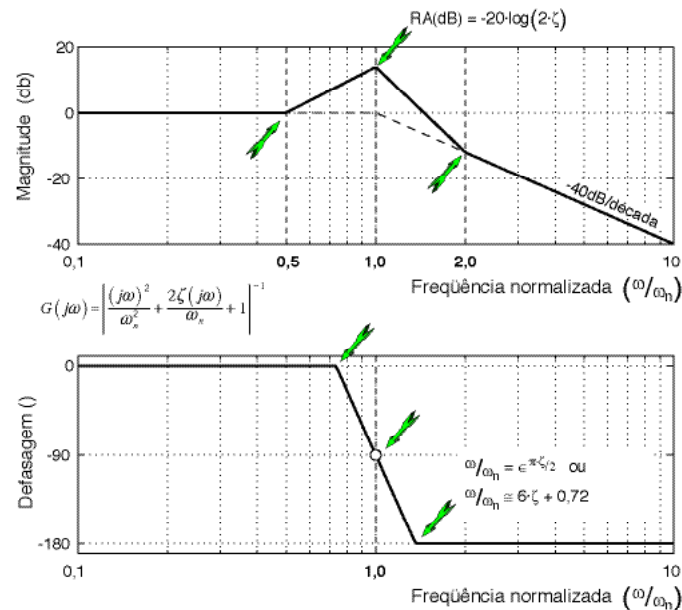 RA(dB) = -20·log(2·ζ)
20
0
-20
-40
Magnitude (cb)
-40dB/década
0,1
0,5
1,0
2,0
10
Freqüência normalizada (ω/ωn)
G(jω) = |(jω)²/ωn² + 2ζ(jω)/ωn + 1|⁻¹
0
-90
-180
Defasagem ()
ω/ωn = ϵ^π·ζ/2 ou
ω/ωn ≅ 6·ζ + 0,72
0,1
1,0
10
Freqüência normalizada (ω/ωn)